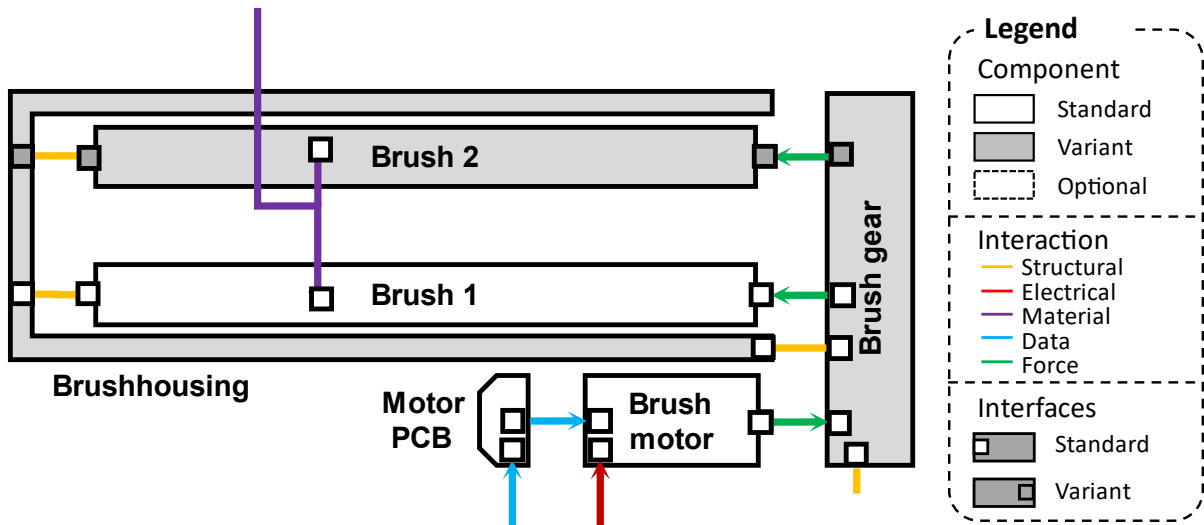 Brush 2
Brush 1
Brush gear
Brushhousing
Motor
PCB
Brush
motor
Legend
Component
Standard
Variant
Optional
Interaction
Structural
Electrical
Material
Data
Force
Interfaces
Standard
Variant